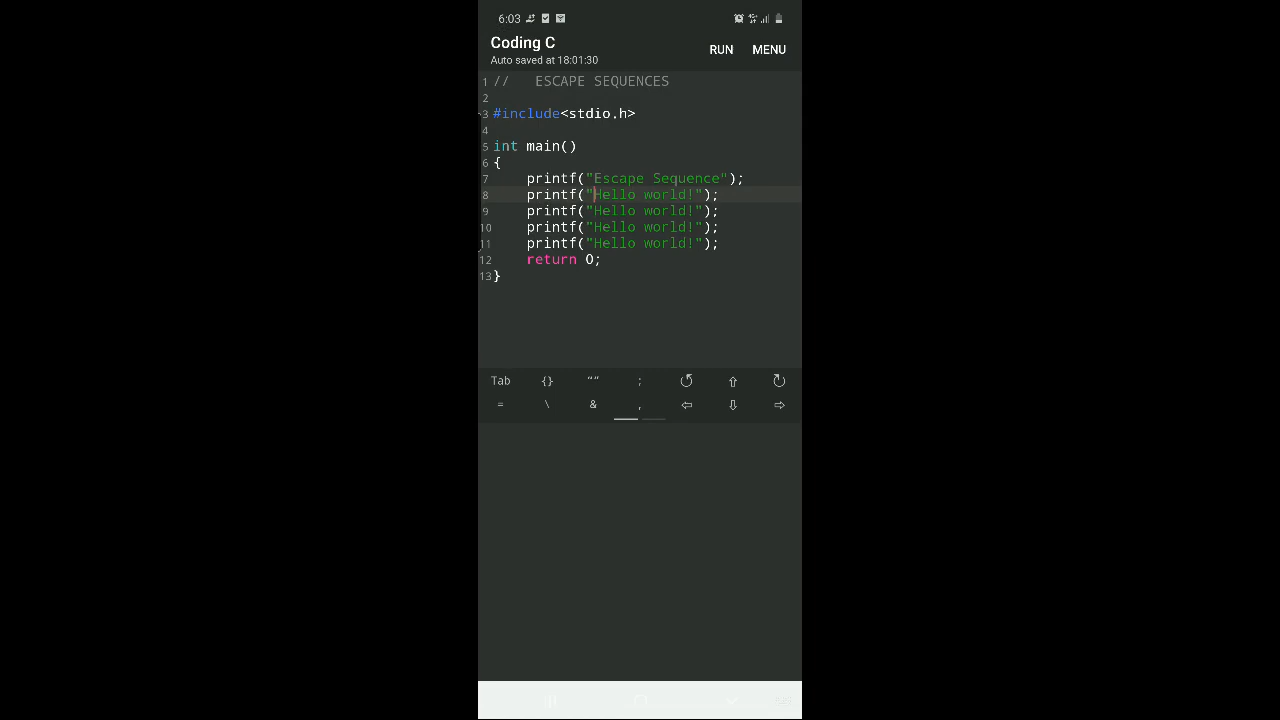 6:03
Coding C
RUN MENU
Auto saved at 18:01:30
1 // ESCAPE SEQUENCES
2
3 #include<stdio.h>
4
5 int main()
6 {
7 printf("Escape Sequence");
8 printf("Hello world!");
9 printf("Hello world!");
10 printf("Hello world!");
11 printf("Hello world!");
12 return 0;
13 }
Tab {} "" ;
= \ & ,